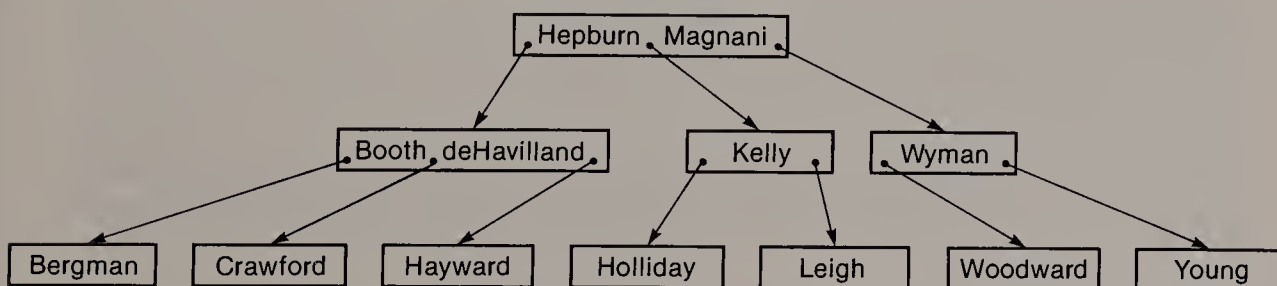 Hepburn Magnani
Booth deHavilland Kelly Wyman
Bergman Crawford Hayward Holliday Leigh Woodward Young